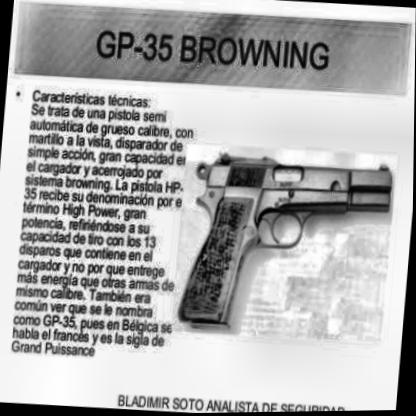 GP-35 BROWNING
• Características técnicas:
Se trata de una pistola semi
automática de grueso calibre, con
martillo a la vista, disparador de
simple acción, gran capacidad en
el cargador y acerrojado por
sistema browning. La pistola HP-
35 recibe su denominación por el
término High Power, gran
potencia, refiriéndose a su
capacidad de tiro con los 13
disparos que contiene en el
cargador y no por que entrege
más energía que otras armas de
mismo calibre. También era
común ver que se le nombra
como GP-35, pues en Bélgica se
habla el francés y es la sigla de
Grand Puissance
BLADIMIR SOTO ANALISTA DE SEGURIDAD